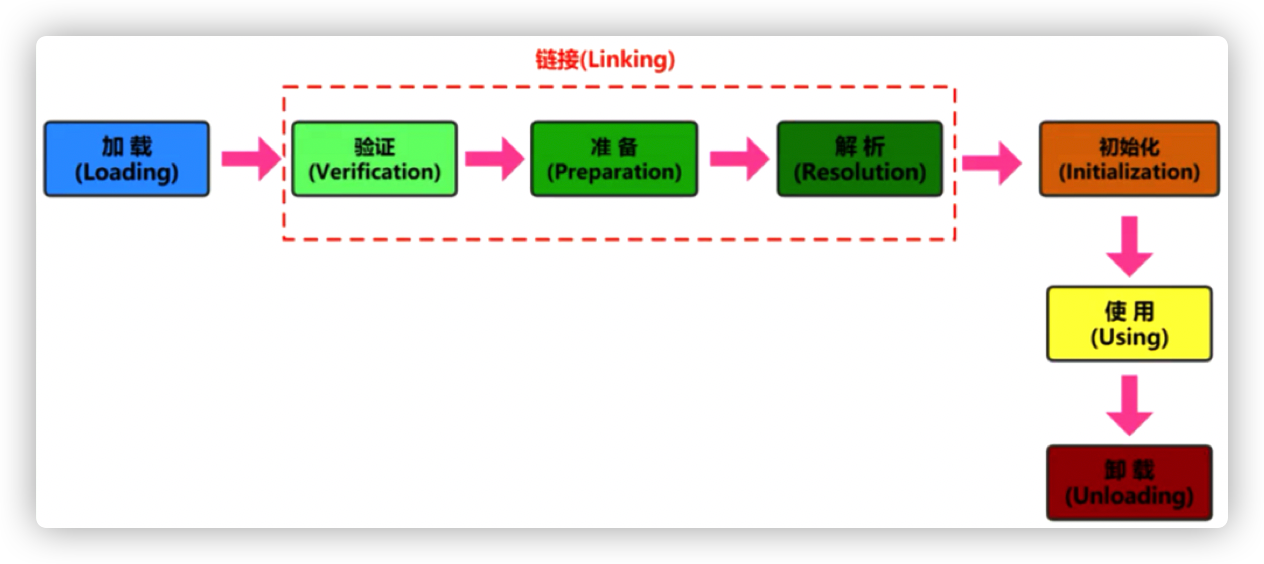 链接(Linking)
加 载
(Loading)
验证
(Verification)
准 备
(Preparation)
解 析
(Resolution)
初始化
(Initialization)
使 用
(Using)
卸 载
(Unloading)